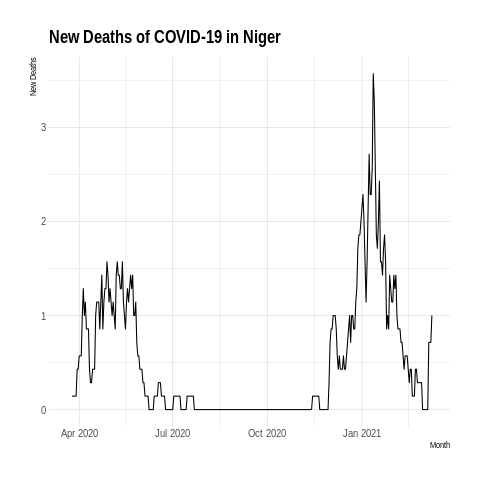 New Deaths of COVID-19 in Niger
New Deaths
3
2
1
0
Apr 2020
Jul 2020
Oct 2020
Jan 2021
Month